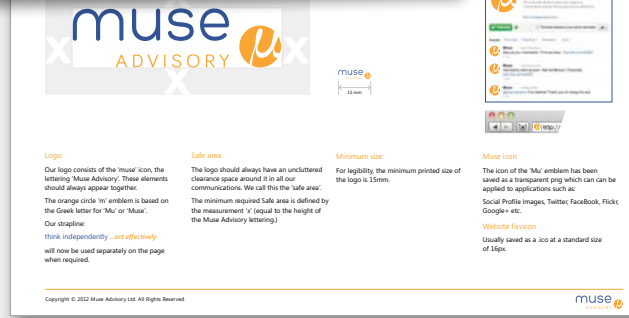 muse
ADVISORY
X
X
X
muse
15 mm
Muse
Muse
Muse
http://
Logo
Our logo consists of the 'muse' icon, the
lettering 'Muse Advisory'. These elements
should always appear together.
The orange circle 'm' emblem is based on
the Greek letter for 'Mu' or 'Muse'.
Our strapline:
think independently ...act effectively
will now be used separately on the page
when required.
Safe area
The logo should always have an uncluttered
clearance space around it in all our
communications. We call this the 'safe area'.
The minimum required Safe area is defined by
the measurement 'x' (equal to the height of
the Muse Advisory lettering.)
Minimum size:
For legibility, the minimum printed size of
the logo is 15mm.
Muse icon
The icon of the 'Mu' emblem has been
saved as a transparent png which can can be
applied to applications such as:
Social Profile Images, Twitter, FaceBook, Flickr,
Google+ etc.
Website Favicon
Usually saved as a .ico at a standard size
of 16px.
Copyright © 2012 Muse Advisory Ltd. All Rights Reserved.
muse
ADVISORY